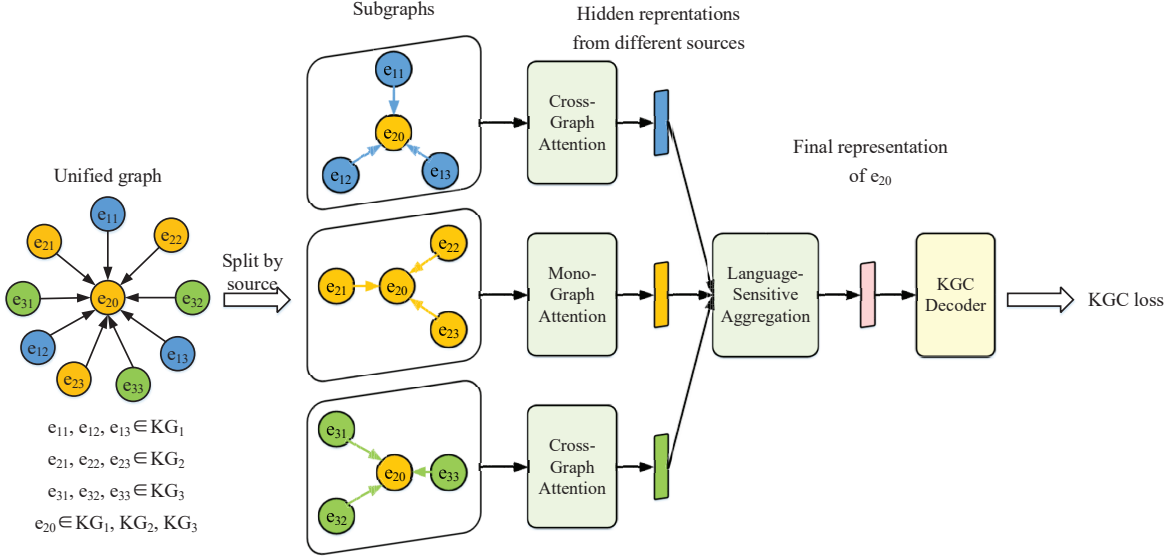 Subgraphs
Hidden reprentations
from different sources
Unified graph
e11
e21
e22
e31
e20
e32
e12
e13
e23
e33
e11, e12, e13∈KG1
e21, e22, e23∈KG2
e31, e32, e33∈KG3
e20∈KG1, KG2, KG3
Split by
source
e11
e20
e12
e13
e22
e21
e20
e23
e31
e20
e33
e32
Cross-
Graph
Attention
Mono-
Graph
Attention
Cross-
Graph
Attention
Language-
Sensitive
Aggregation
Final representation
of e20
KGC
Decoder
KGC loss